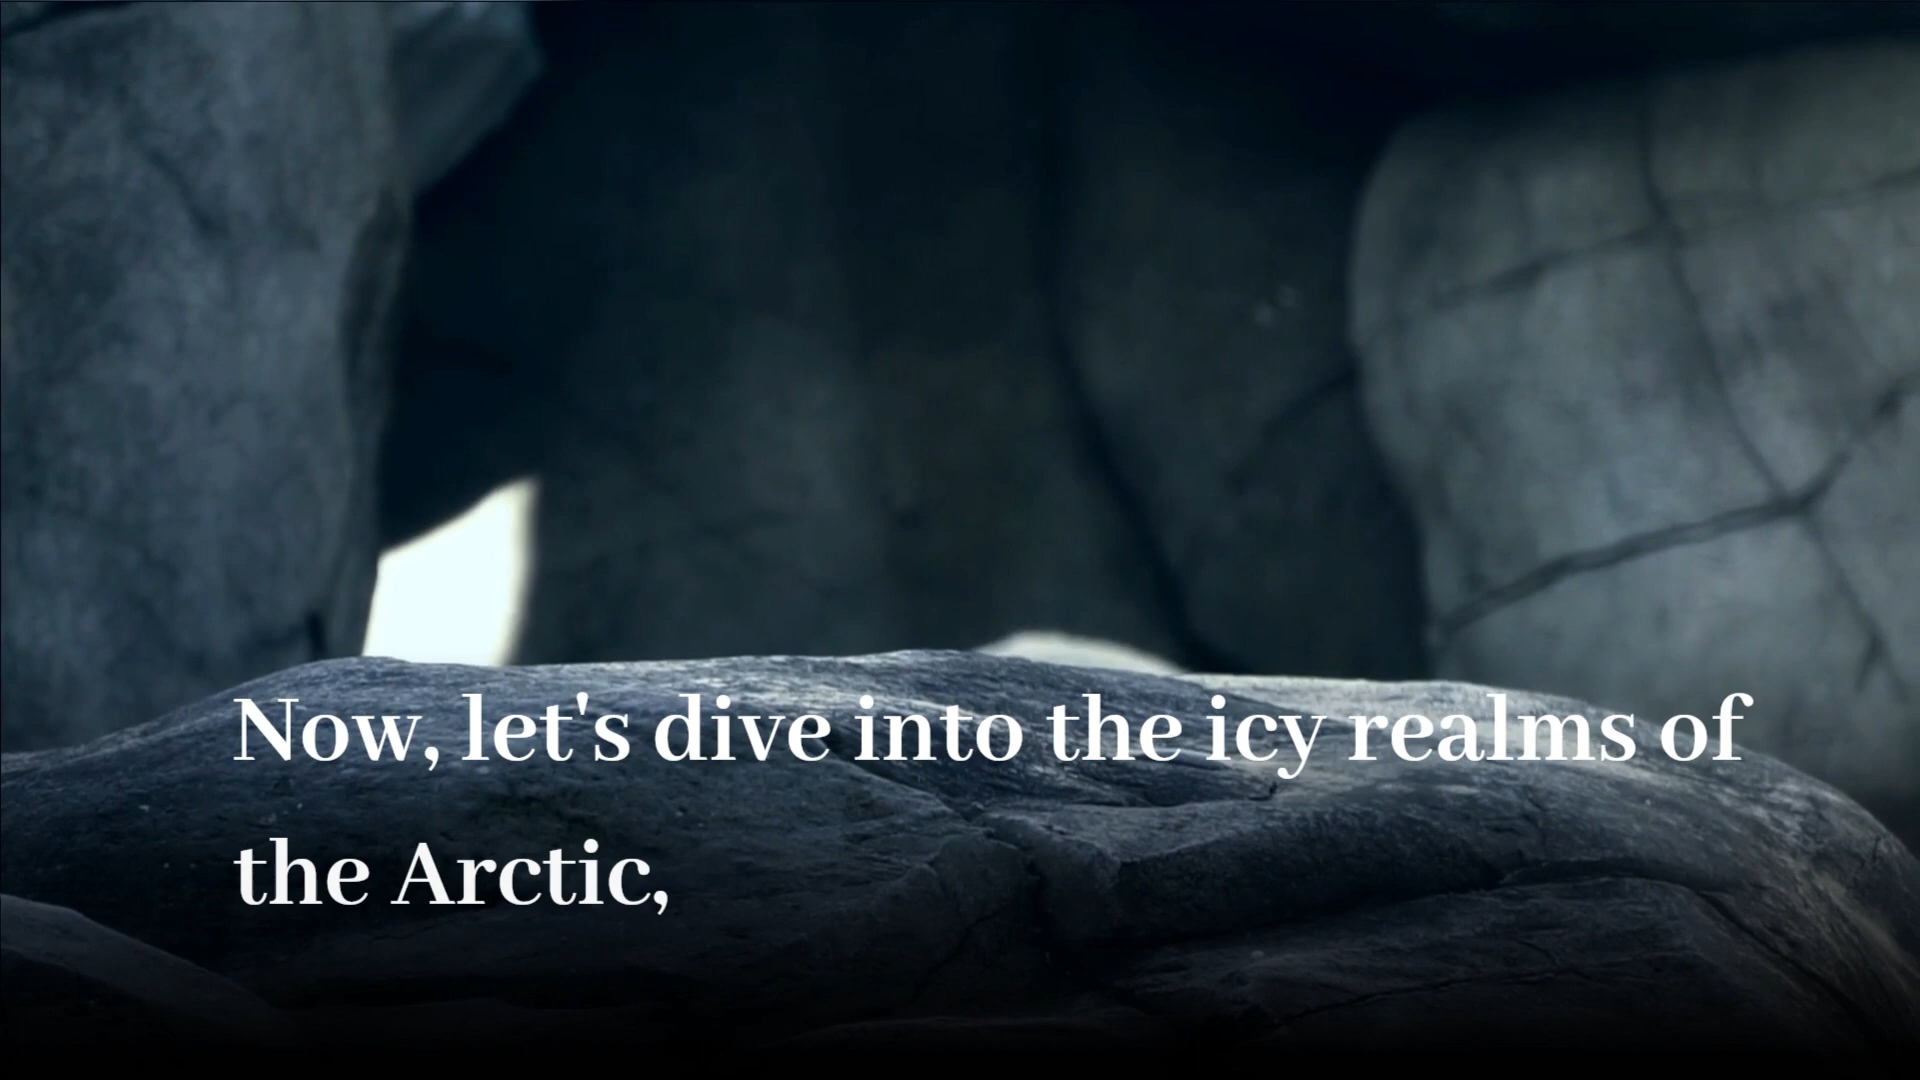 Now, let's dive into the icy realms of
the Arctic,